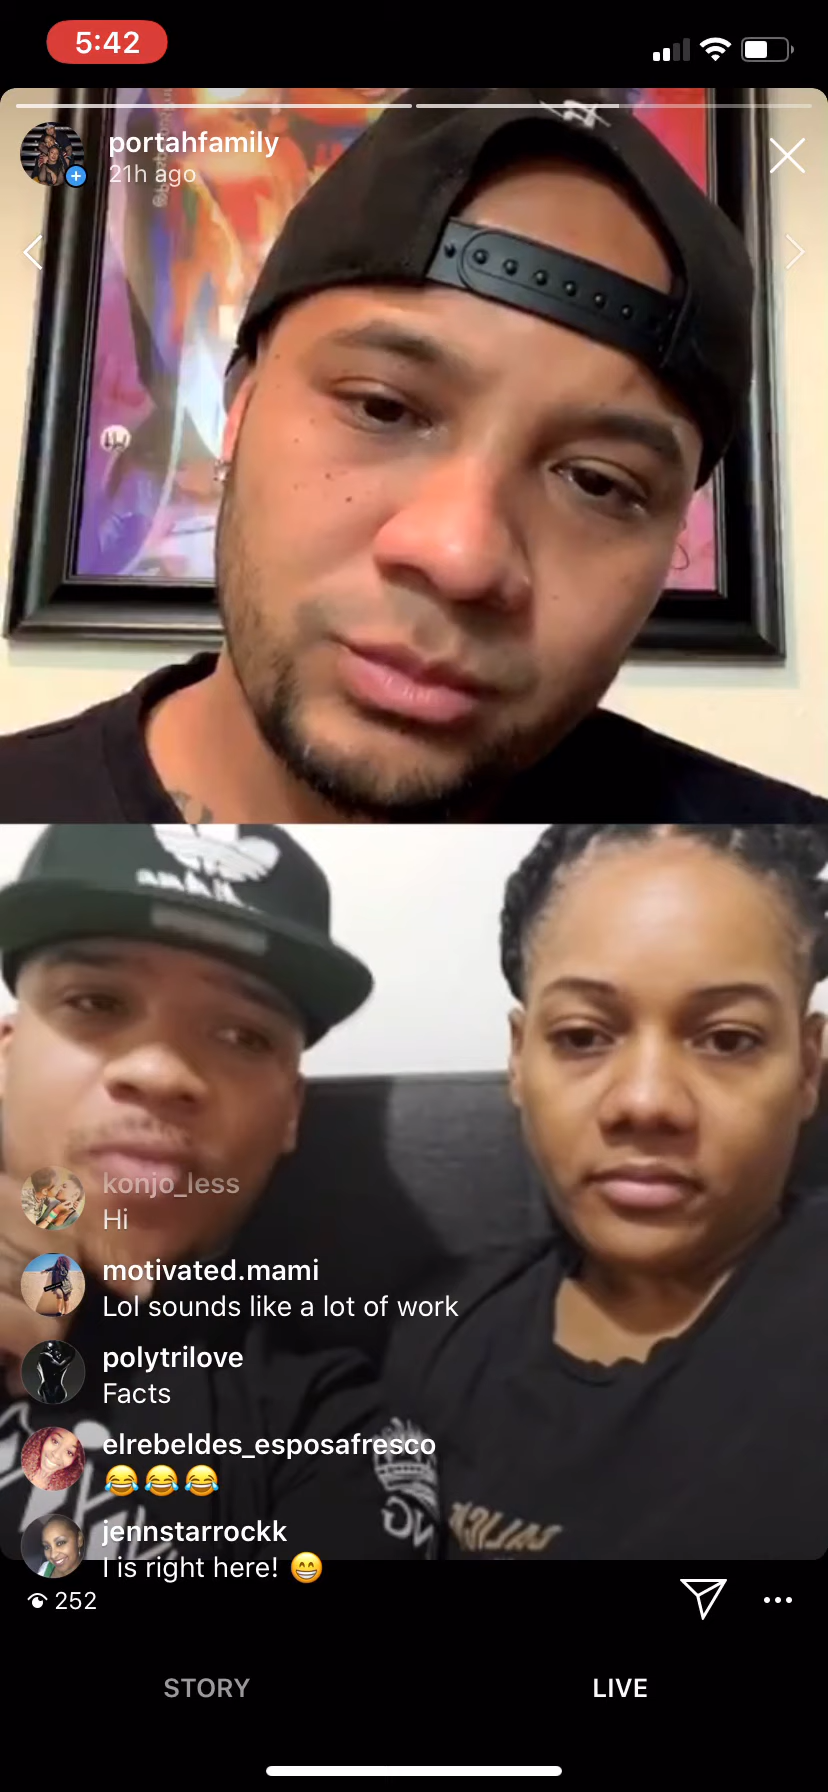 5:42
portahfamily
21h ago
konjo_less
Hi
motivated.mami
Lol sounds like a lot of work
polytrilove
Facts
elrebeldes_esposafresco
😂😂😂
jennstarrockk
I is right here! 😁
252
STORY
LIVE